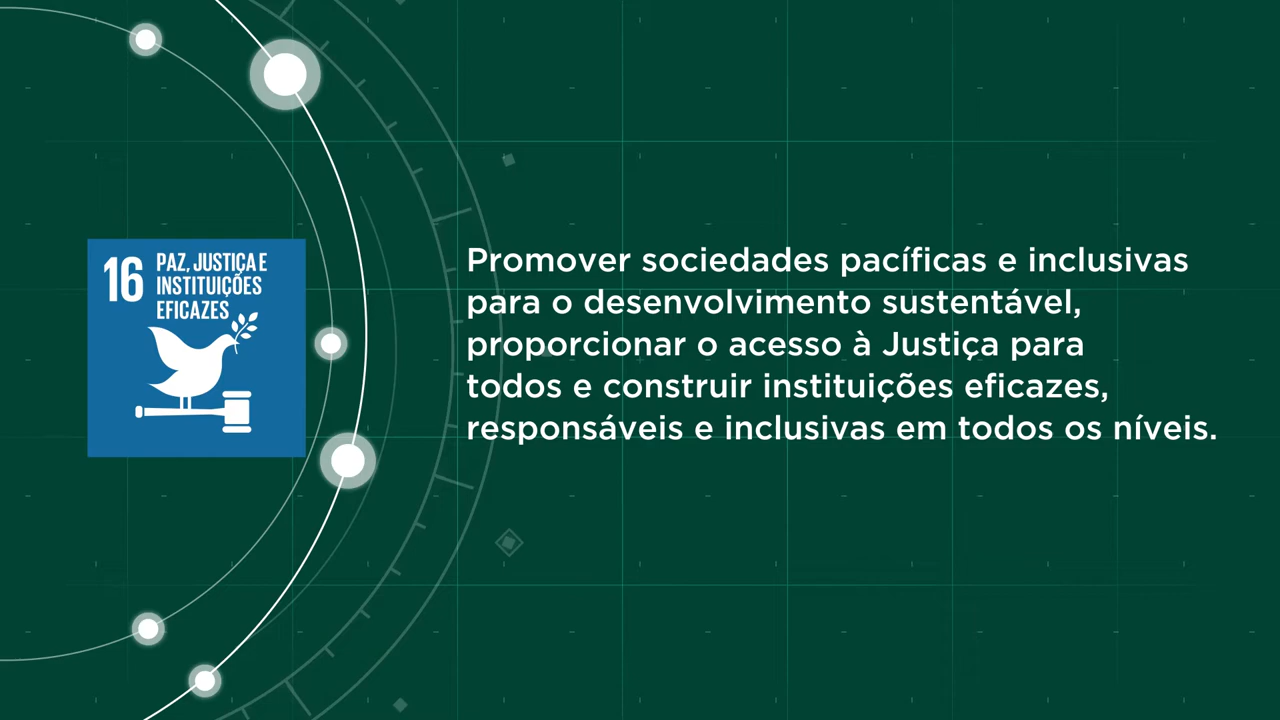 16
PAZ, JUSTIÇA E
INSTITUIÇÕES
EFICAZES
Promover sociedades pacíficas e inclusivas
para o desenvolvimento sustentável,
proporcionar o acesso à Justiça para
todos e construir instituições eficazes,
responsáveis e inclusivas em todos os níveis.